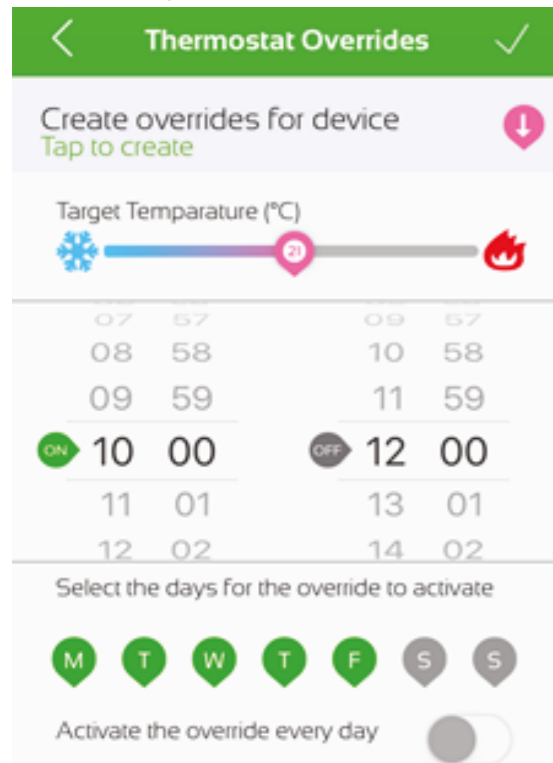 Thermostat Overrides
Create overrides for device
Tap to create
Target Temparature (°C)
21
07 57 09 57
08 58 10 58
09 59 11 59
ON 10 00 OFF 12 00
11 01 13 01
12 02 14 02
Select the days for the override to activate
M T W T F S S
Activate the override every day